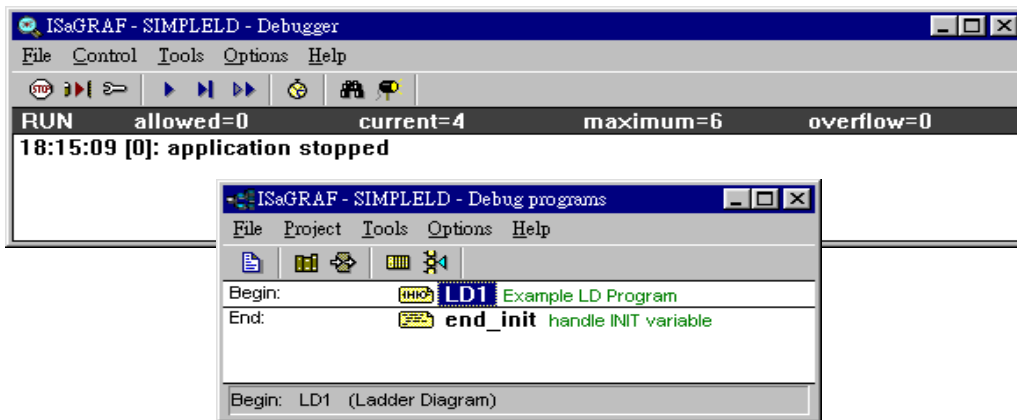 ISaGRAF - SIMPLELD - Debugger
File Control Tools Options Help
STOP
RUN allowed=0 current=4 maximum=6 overflow=0
18:15:09 [0]: application stopped
ISaGRAF - SIMPLELD - Debug programs
File Project Tools Options Help
Begin: LD1 Example LD Program
End: end_init handle INIT variable
Begin: LD1 (Ladder Diagram)